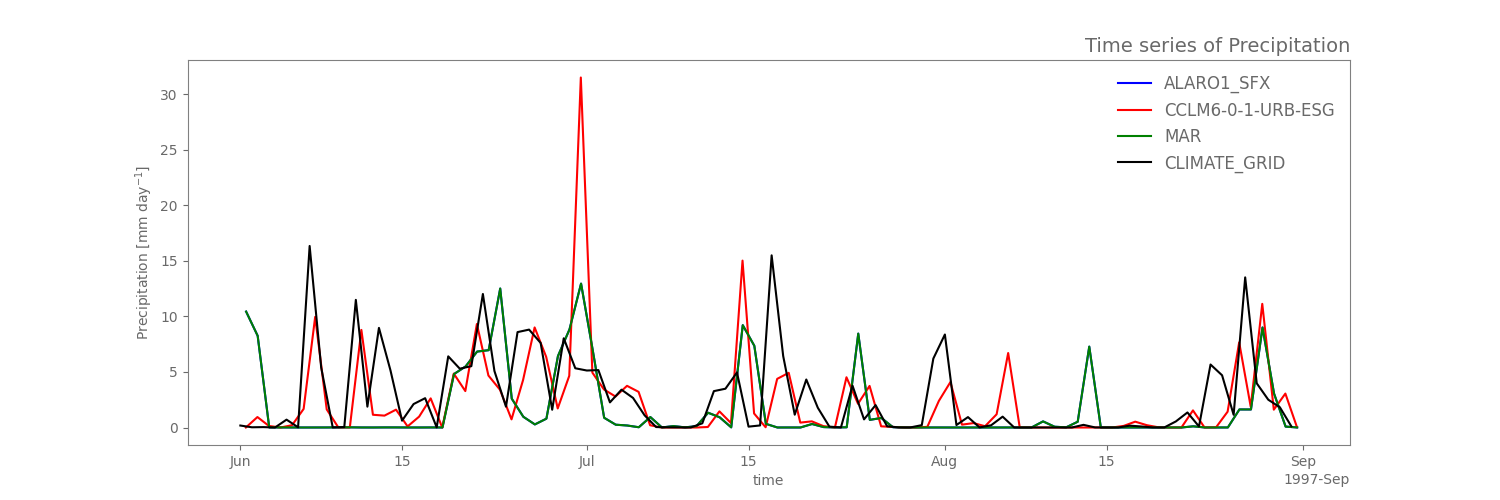 Time series of Precipitation
ALARO1_SFX
CCLM6-0-1-URB-ESG
MAR
CLIMATE_GRID
30
25
20
15
10
5
0
Precipitation [mm day⁻¹]
Jun 15 Jul 15 Aug 15 Sep
time
1997-Sep